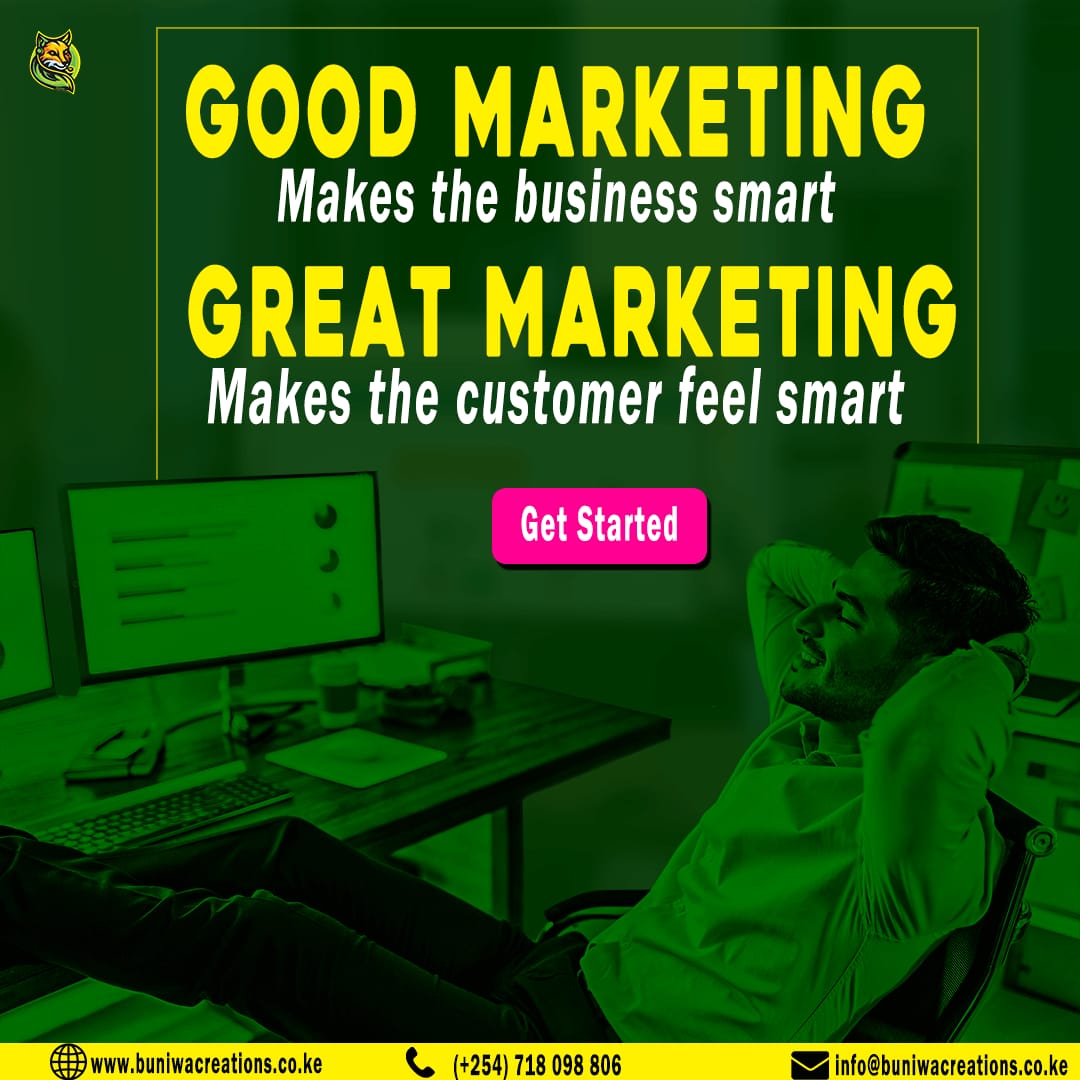 GOOD MARKETING
Makes the business smart
GREAT MARKETING
Makes the customer feel smart
Get Started
www.buniwacreations.co.ke (+254) 718 098 806 info@buniwacreations.co.ke